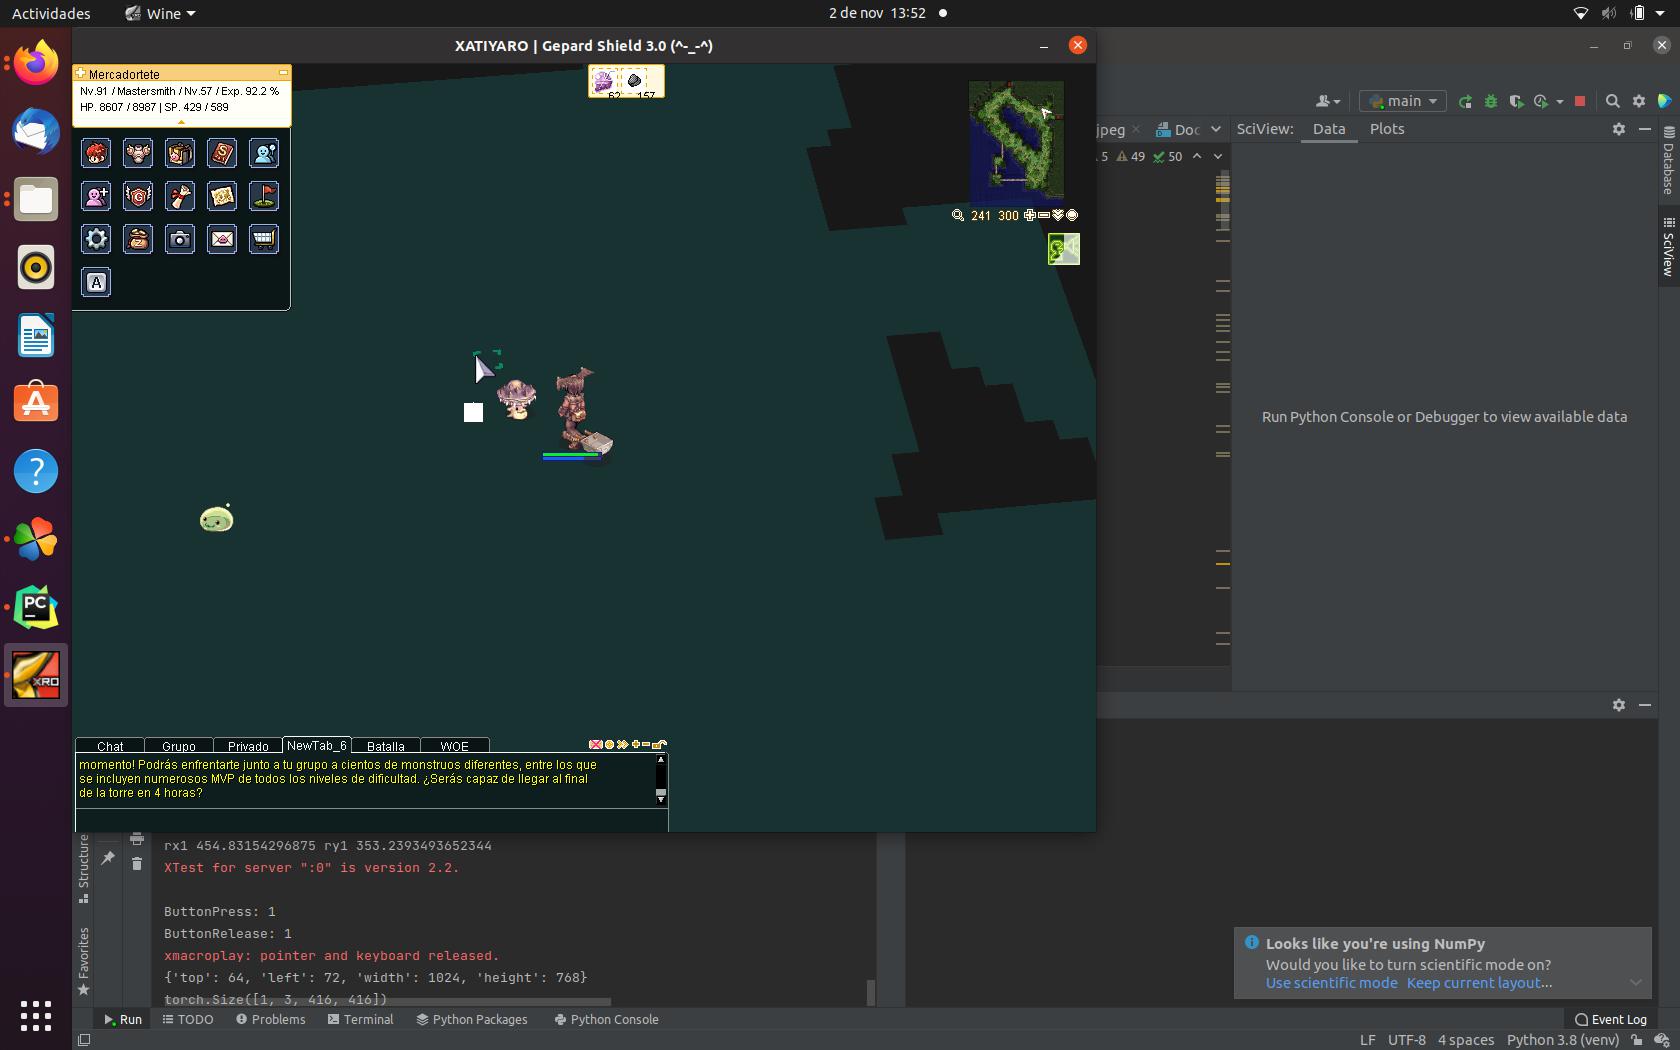 Actividades
Wine
2 de nov 13:52
XATIYARO | Gepard Shield 3.0 (^-_-^)
Mercadortete
Nv.91 / Mastersmith / Nv.57 / Exp. 92.2 %
HP. 8607 / 8987 | SP. 429 / 589
62 157
A
241 300
XRO
PC
main
jpeg
Doc
SciView: Data Plots
5 49 50
Database
SciView
Run Python Console or Debugger to view available data
Chat Grupo Privado NewTab_6 Batalla WOE
momento! Podrás enfrentarte junto a tu grupo a cientos de monstruos diferentes, entre los que
se incluyen numerosos MVP de todos los niveles de dificultad. ¿Serás capaz de llegar al final
de la torre en 4 horas?
Structure
Favorites
rx1 454.83154296875 ry1 353.2393493652344
XTest for server ":0" is version 2.2.
ButtonPress: 1
ButtonRelease: 1
xmacroplay: pointer and keyboard released.
{'top': 64, 'left': 72, 'width': 1024, 'height': 768}
torch.Size([1, 3, 416, 416])
Looks like you're using NumPy
Would you like to turn scientific mode on?
Use scientific mode Keep current layout...
Run TODO Problems Terminal Python Packages Python Console
Event Log
LF UTF-8 4 spaces Python 3.8 (venv)